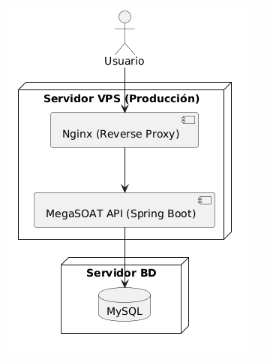 Usuario
Servidor VPS (Producción)
Nginx (Reverse Proxy)
MegaSOAT API (Spring Boot)
Servidor BD
MySQL